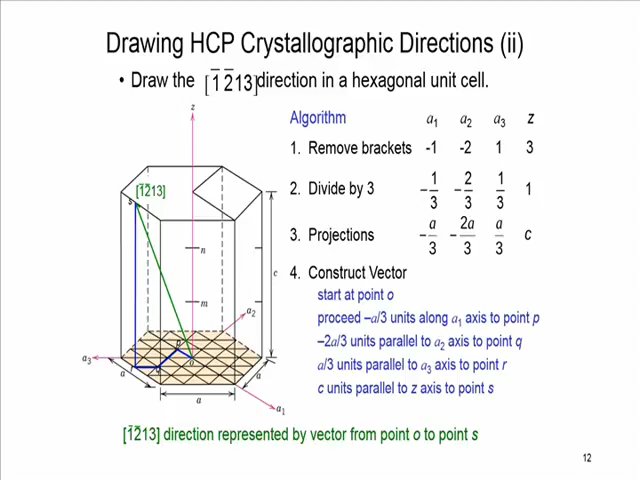 Drawing HCP Crystallographic Directions (ii)
• Draw the [1̅ 2̅13] direction in a hexagonal unit cell.
Algorithm a₁ a₂ a₃ z
1. Remove brackets -1 -2 1 3
2. Divide by 3 -1/3 -2/3 1/3 1
3. Projections -a/3 -2a/3 a/3 c
4. Construct Vector
start at point o
proceed –a/3 units along a₁ axis to point p
–2a/3 units parallel to a₂ axis to point q
a/3 units parallel to a₃ axis to point r
c units parallel to z axis to point s
z
[1̅2̅13]
s
n
c
m
a₂
p
a₃
r
q
o
a
a
a
a₁
[1̅2̅13] direction represented by vector from point o to point s
12